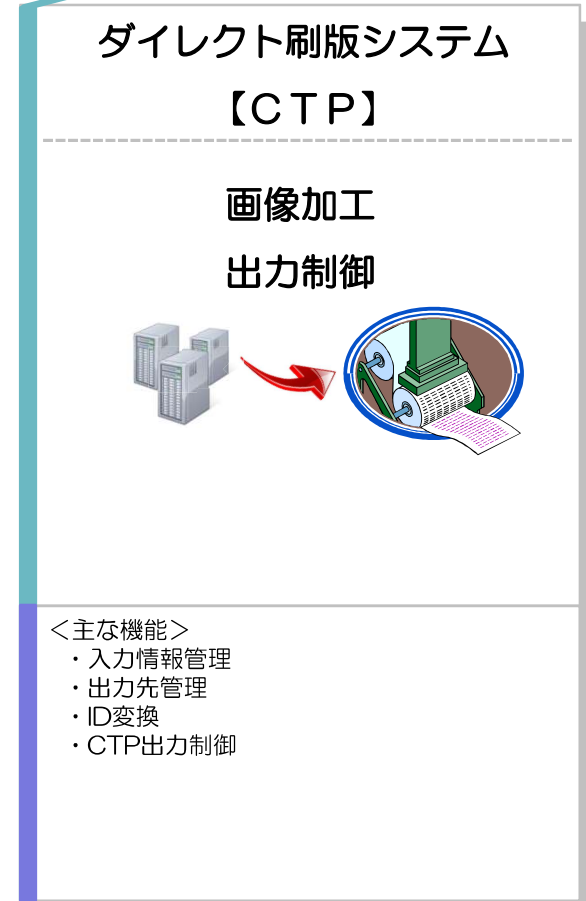 ダイレクト刷版システム
【ＣＴＰ】
画像加工
出力制御
＜主な機能＞
・入力情報管理
・出力先管理
・ID変換
・CTP出力制御